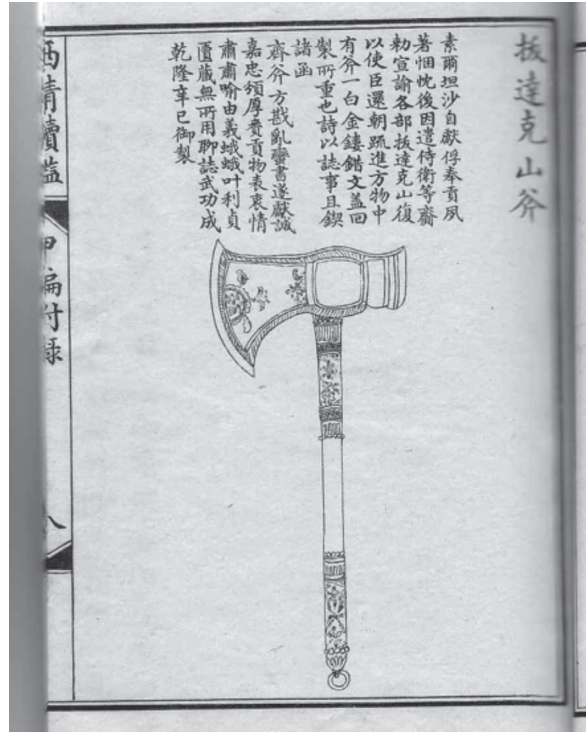 拔達克山斧
素爾坦沙自獻俘奉貢夙
著悃忱後因遣侍衛等齎
勅宣諭各部拔達克山復
以使臣還朝䟽進方物中
有斧一白金鏤錯文蓋回
製所重也詩以誌事且鍥
諸函
齊斧方戡亂齎書遂獻誠
嘉忠頒厚賚貢物表衷情
肅肅喻由義蛾蛾叶利貞
匵藏無所用聊誌武功成
乾隆辛巳御製
西清續鑑
甲編附録
八